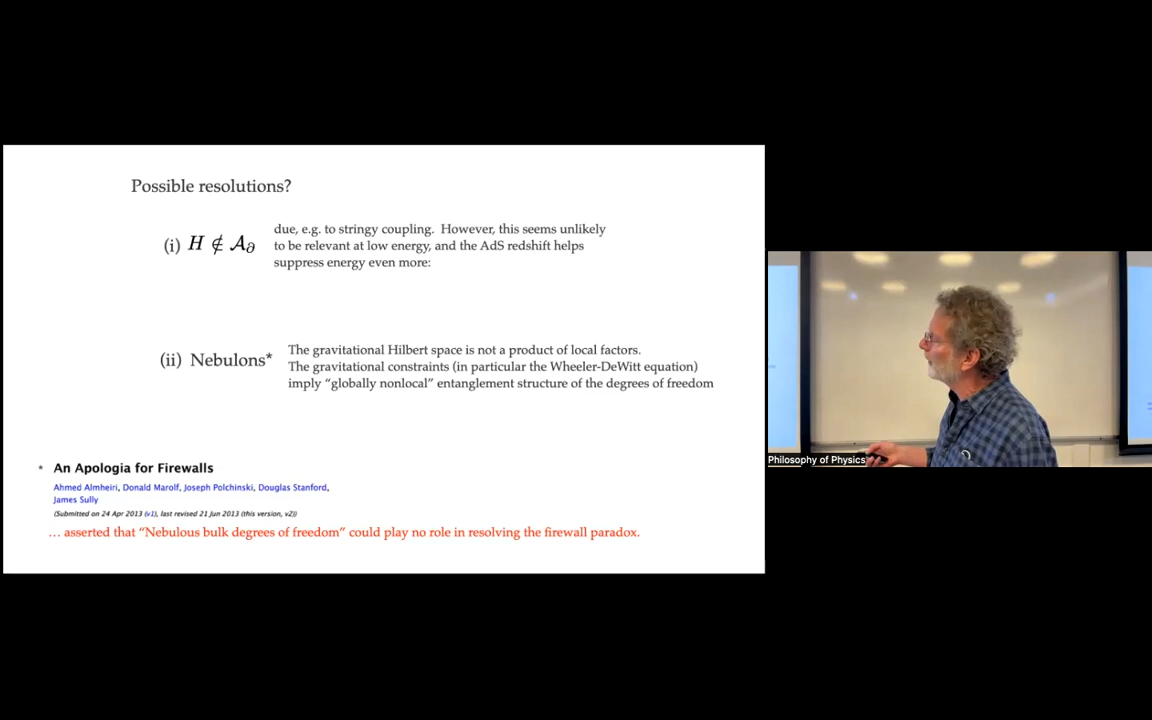 Possible resolutions?
(i) H ∉ 𝒜∂ due, e.g. to stringy coupling. However, this seems unlikely
to be relevant at low energy, and the AdS redshift helps
suppress energy even more:
(ii) Nebulons* The gravitational Hilbert space is not a product of local factors.
The gravitational constraints (in particular the Wheeler-DeWitt equation)
imply “globally nonlocal” entanglement structure of the degrees of freedom
* An Apologia for Firewalls
Ahmed Almheiri, Donald Marolf, Joseph Polchinski, Douglas Stanford,
James Sully
(Submitted on 24 Apr 2013 (v1), last revised 21 Jun 2013 (this version, v2))
… asserted that “Nebulous bulk degrees of freedom” could play no role in resolving the firewall paradox.
Philosophy of Physics